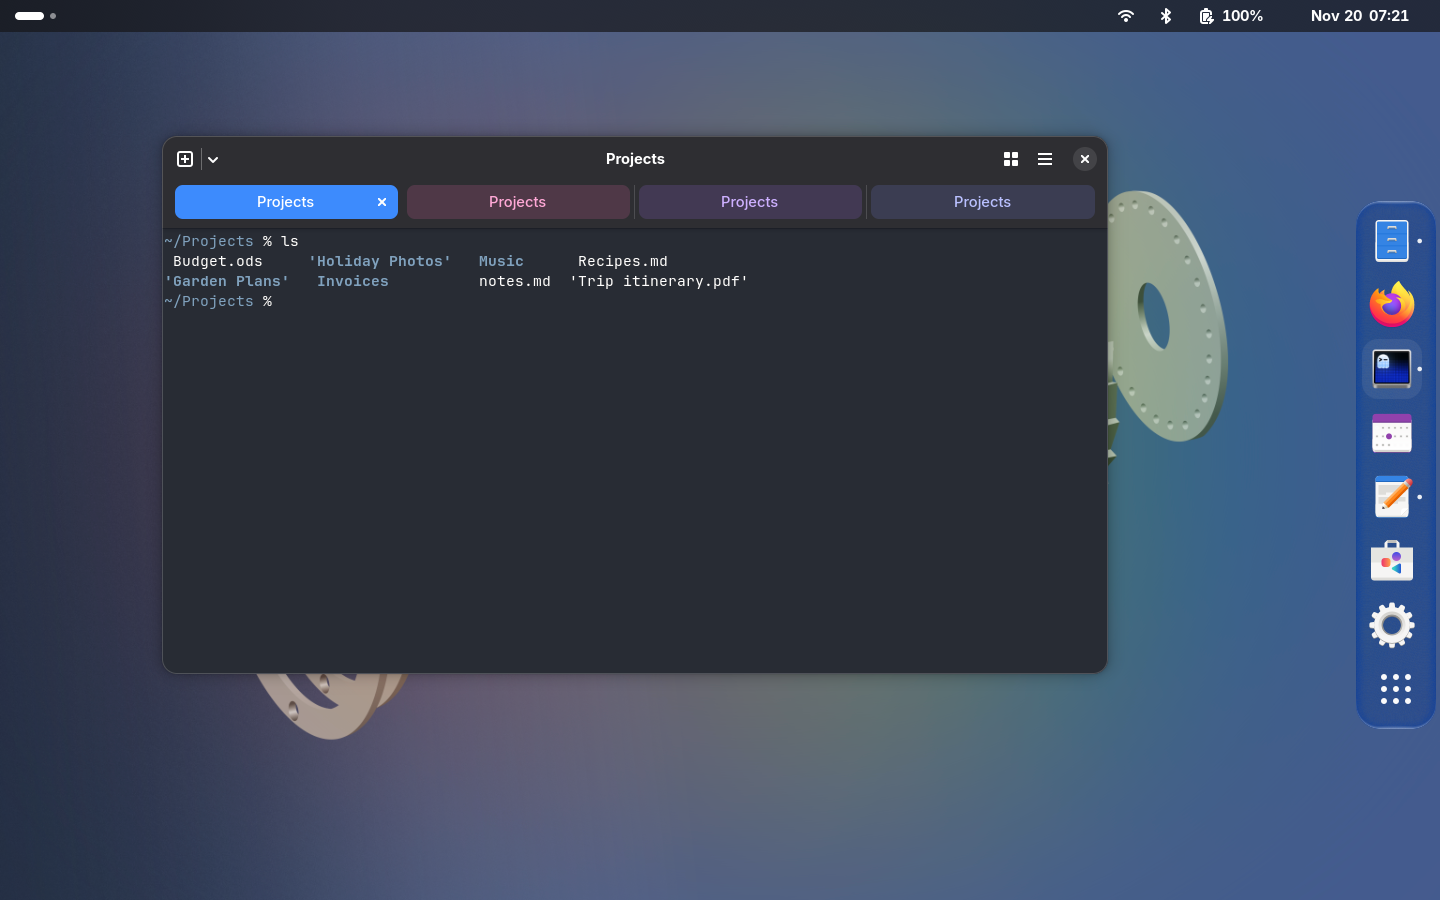 100%
Nov 20 07:21
Projects
Projects Projects Projects Projects
~/Projects % ls
Budget.ods 'Holiday Photos' Music Recipes.md
'Garden Plans' Invoices notes.md 'Trip itinerary.pdf'
~/Projects %